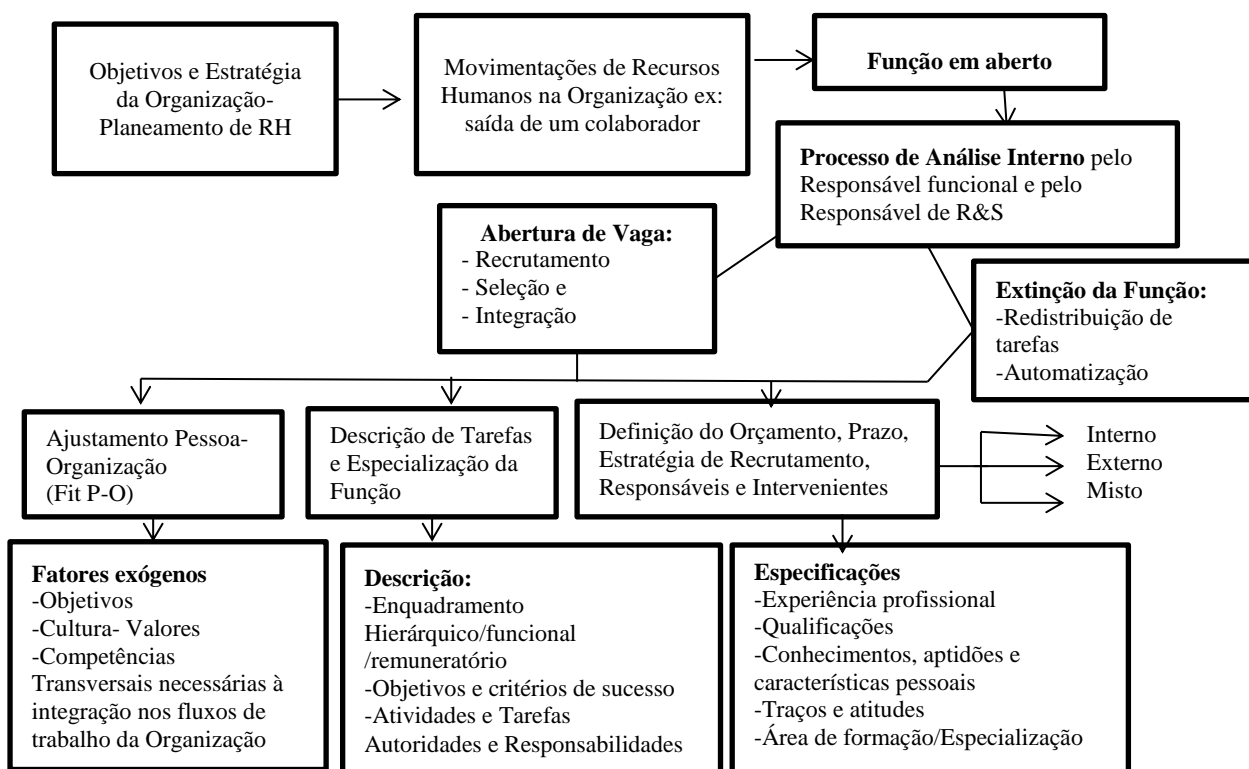 Objetivos e Estratégia
da Organização-
Planeamento de RH
Movimentações de Recursos
Humanos na Organização ex:
saída de um colaborador
Função em aberto
Processo de Análise Interno pelo
Responsável funcional e pelo
Responsável de R&S
Abertura de Vaga:
- Recrutamento
- Seleção e
- Integração
Extinção da Função:
-Redistribuição de
tarefas
-Automatização
Ajustamento Pessoa-
Organização
(Fit P-O)
Descrição de Tarefas
e Especialização da
Função
Definição do Orçamento, Prazo,
Estratégia de Recrutamento,
Responsáveis e Intervenientes
Interno
Externo
Misto
Fatores exógenos
-Objetivos
-Cultura- Valores
-Competências
Transversais necessárias à
integração nos fluxos de
trabalho da Organização
Descrição:
-Enquadramento
Hierárquico/funcional
/remuneratório
-Objetivos e critérios de sucesso
-Atividades e Tarefas
Autoridades e Responsabilidades
Especificações
-Experiência profissional
-Qualificações
-Conhecimentos, aptidões e
características pessoais
-Traços e atitudes
-Área de formação/Especialização